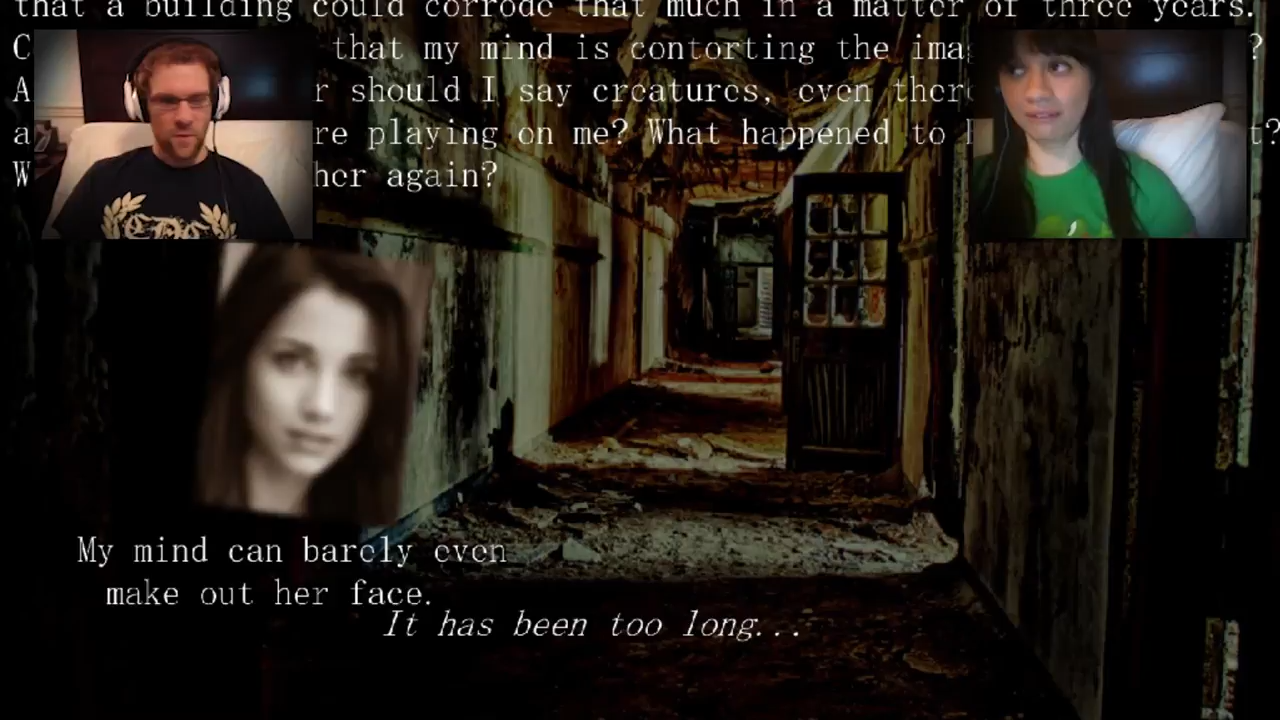 that a building could corrode that much in a matter of three years.
C that my mind is contorting the ima ?
A r should I say creatures, even ther
a re playing on me? What happened to t?
W her again?
My mind can barely even
make out her face.
It has been too long...